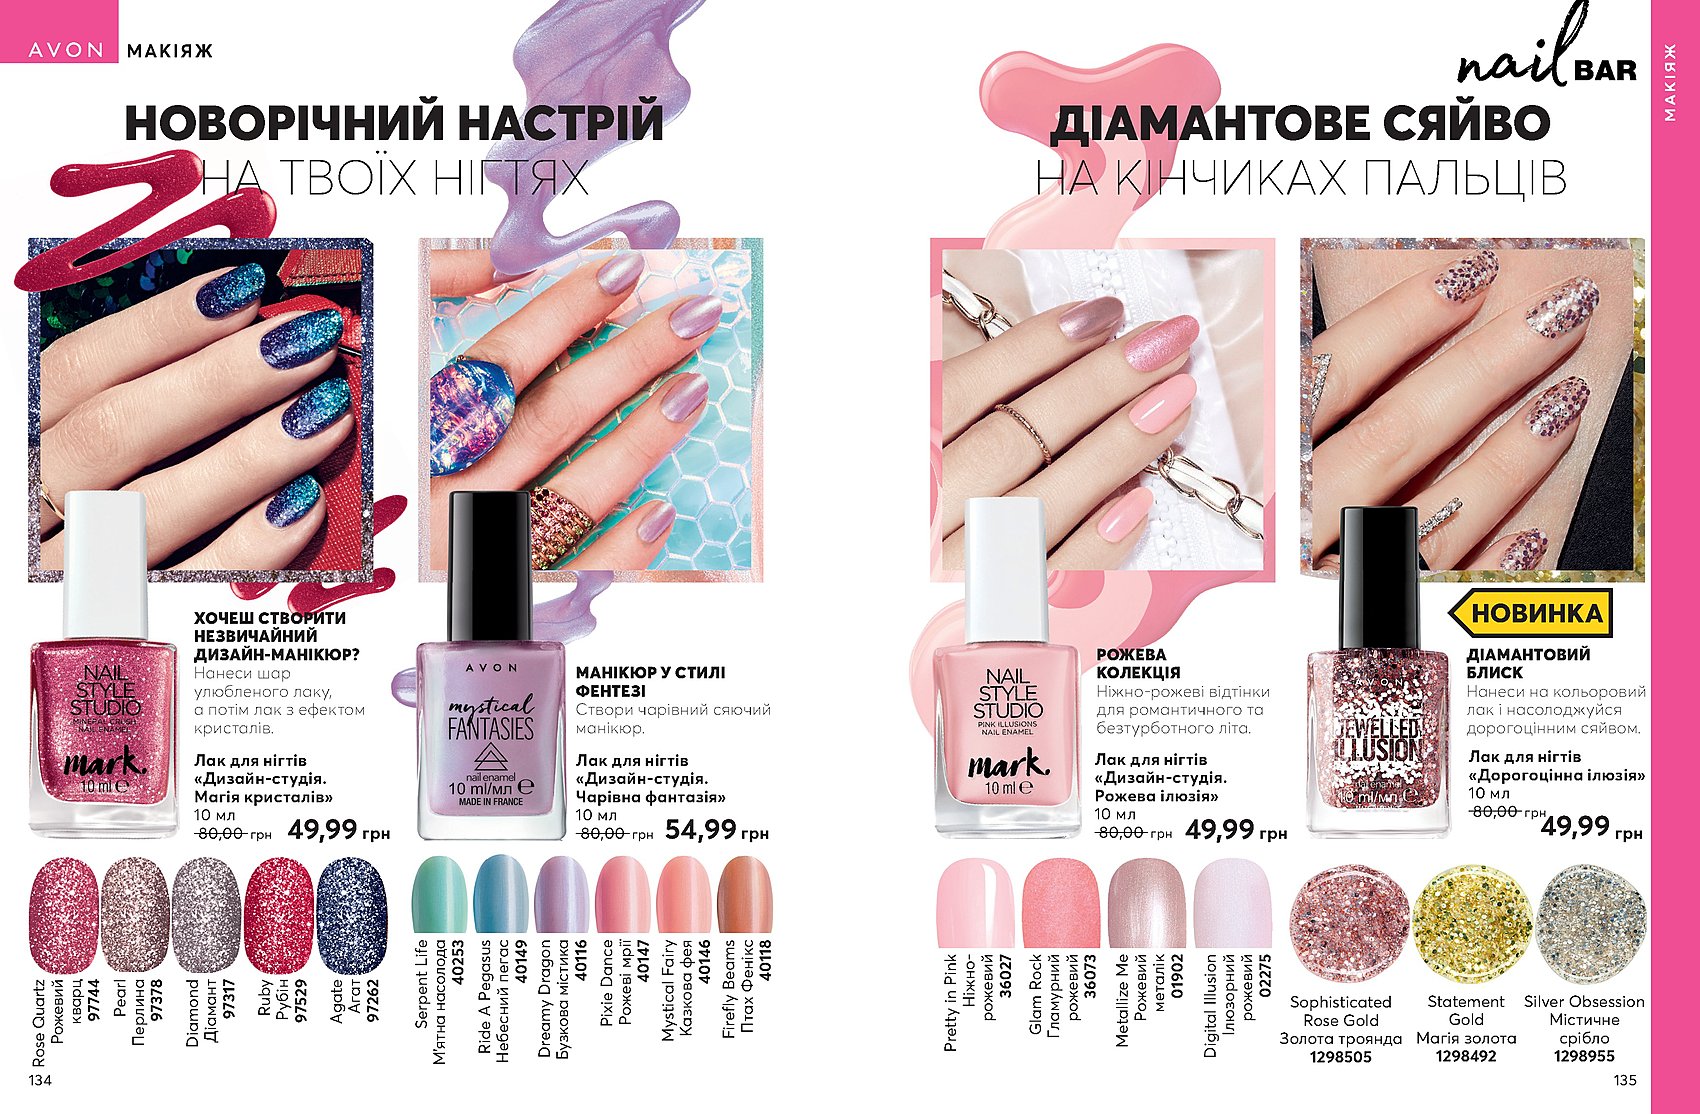 AVON МАКІЯЖ
НОВОРІЧНИЙ НАСТРІЙ
НА ТВОЇХ НІГТЯХ
NAIL
STYLE
STUDIO
MINERAL CRUSH
NAIL ENAMEL
mark.
10 ml e
ХОЧЕШ СТВОРИТИ
НЕЗВИЧАЙНИЙ
ДИЗАЙН-МАНІКЮР?
Нанеси шар
улюбленого лаку,
а потім лак з ефектом
кристалів.
Лак для нігтів
«Дизайн-студія.
Магія кристалів»
10 мл
80,00 грн 49,99 грн
Rose Quartz
Рожевий
кварц
97744
Pearl
Перлина
97378
Diamond
Діамант
97317
Ruby
Рубін
97529
Agate
Агат
97262
AVON
mystical
FANTASIES
nail enamel
10 ml/мл e
MADE IN FRANCE
МАНІКЮР У СТИЛІ
ФЕНТЕЗІ
Створи чарівний сяючий
манікюр.
Лак для нігтів
«Дизайн-студія.
Чарівна фантазія»
10 мл
80,00 грн 54,99 грн
Serpent Life
М'ятна насолода
40253
Ride A Pegasus
Небесний пегас
40149
Dreamy Dragon
Бузкова містика
40116
Pixie Dance
Рожеві мрії
40147
Mystical Fairy
Казкова фея
40146
Firefly Beams
Птах Фенікс
40118
134
nail BAR
МАКІЯЖ
ДІАМАНТОВЕ СЯЙВО
НА КІНЧИКАХ ПАЛЬЦІВ
NAIL
STYLE
STUDIO
PINK ILLUSIONS
NAIL ENAMEL
mark.
10 ml e
РОЖЕВА
КОЛЕКЦІЯ
Ніжно-рожеві відтінки
для романтичного та
безтурботного літа.
Лак для нігтів
«Дизайн-студія.
Рожева ілюзія»
10 мл
80,00 грн 49,99 грн
Pretty in Pink
Ніжно-
рожевий
36027
Glam Rock
Гламурний
рожевий
36073
Metallize Me
Рожевий
металік
01902
Digital Illusion
Ілюзорний
рожевий
02275
НОВИНКА
AVON
JEWELLED
ILLUSION
nail enamel
10 ml/мл e
ДІАМАНТОВИЙ
БЛИСК
Нанеси на кольоровий
лак і насолоджуйся
дорогоцінним сяйвом.
Лак для нігтів
«Дорогоцінна ілюзія»
10 мл
80,00 грн 49,99 грн
Sophisticated
Rose Gold
Золота троянда
1298505
Statement
Gold
Магія золота
1298492
Silver Obsession
Містичне
срібло
1298955
135